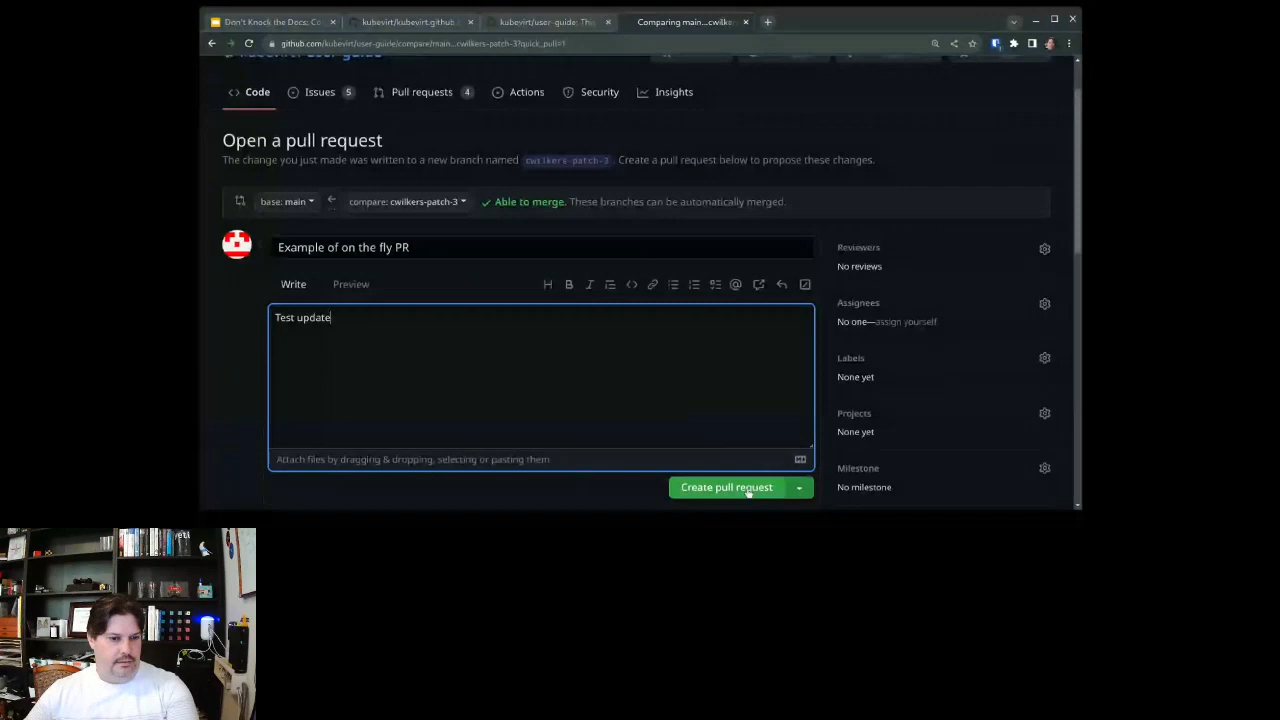 Don't Knock the Docs: Co
kubevirt/kubevirt.github
kubevirt/user-guide: Thi
Comparing main...cwilker
github.com/kubevirt/user-guide/compare/main...cwilkers-patch-3?quick_pull=1
Code
Issues 5
Pull requests 4
Actions
Security
Insights
Open a pull request
The change you just made was written to a new branch named cwilkers-patch-3. Create a pull request below to propose these changes.
base: main
compare: cwilkers-patch-3
Able to merge. These branches can be automatically merged.
Example of on the fly PR
Reviewers
No reviews
Write
Preview
Assignees
No one—assign yourself
Test update
Labels
None yet
Projects
None yet
Attach files by dragging & dropping, selecting or pasting them
Milestone
No milestone
Create pull request